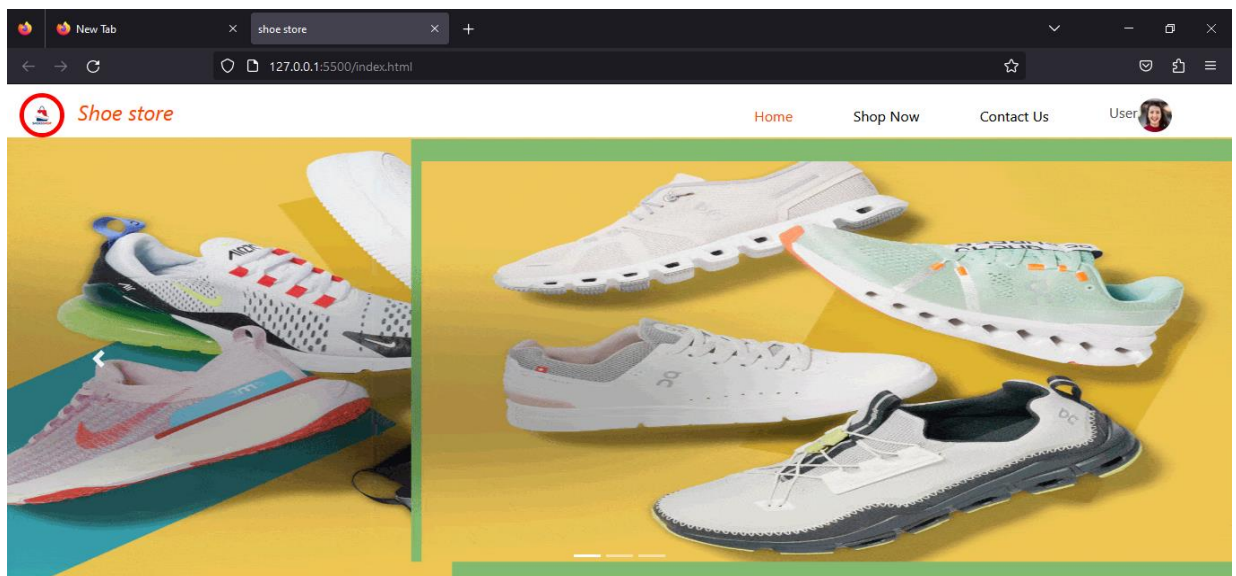 New Tab
shoe store
127.0.0.1:5500/index.html
Shoe store
Home
Shop Now
Contact Us
User